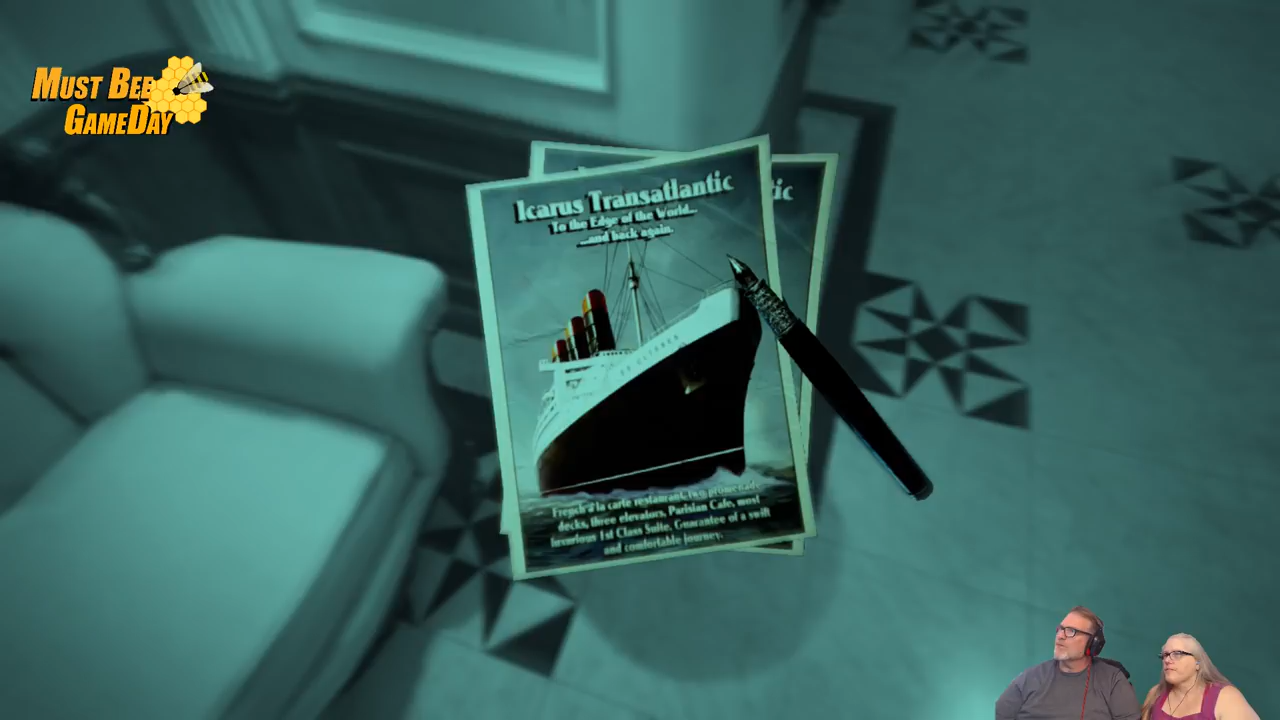 Must Bee
GameDay
Icarus Transatlantic
tic
To the Edge of the World...
...and back again.
French a la carte restaurant, two promenade
decks, three elevators, Parisian Cafe, most
luxurious 1st Class Suite. Guarantee of a swift
and comfortable journey.